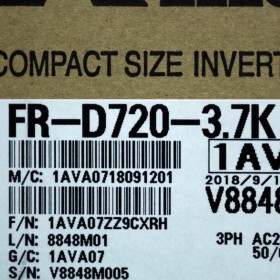 COMPACT SIZE INVERT
FR-D720-3.7K
1AV
M/C: 1AVA0718091201
2018/9/1
V8848
F/N: 1AVA07ZZ9CXRH
L/N: 8848M01
3PH AC2
G/C: 1AVA07
50/
S/N: V8848M005